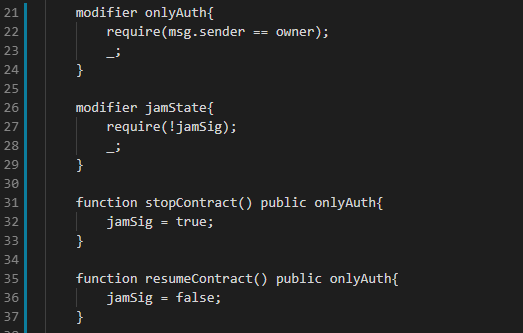 21 modifier onlyAuth{
22 require(msg.sender == owner);
23 _;
24 }
25
26 modifier jamState{
27 require(!jamSig);
28 _;
29 }
30
31 function stopContract() public onlyAuth{
32 jamSig = true;
33 }
34
35 function resumeContract() public onlyAuth{
36 jamSig = false;
37 }